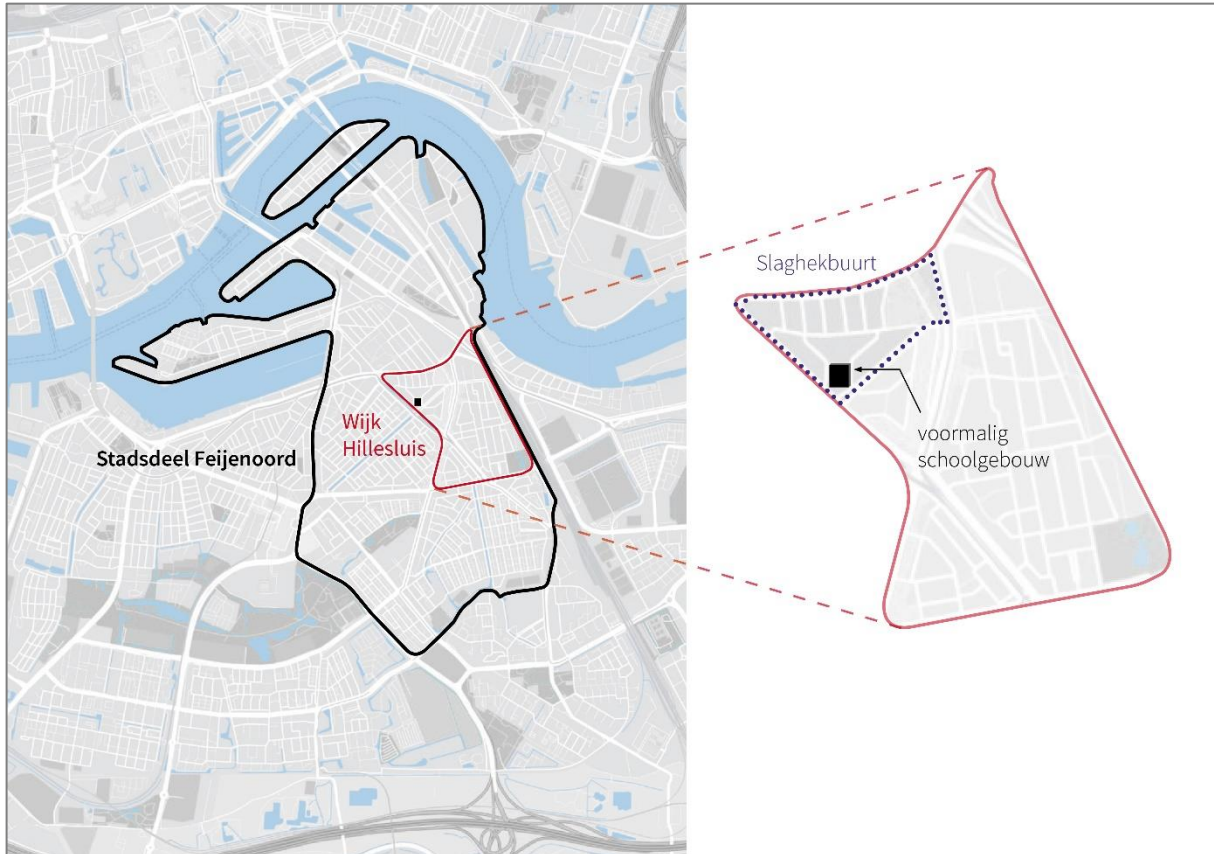 Stadsdeel Feijenoord
Wijk
Hillesluis
Slaghekbuurt
voormalig
schoolgebouw